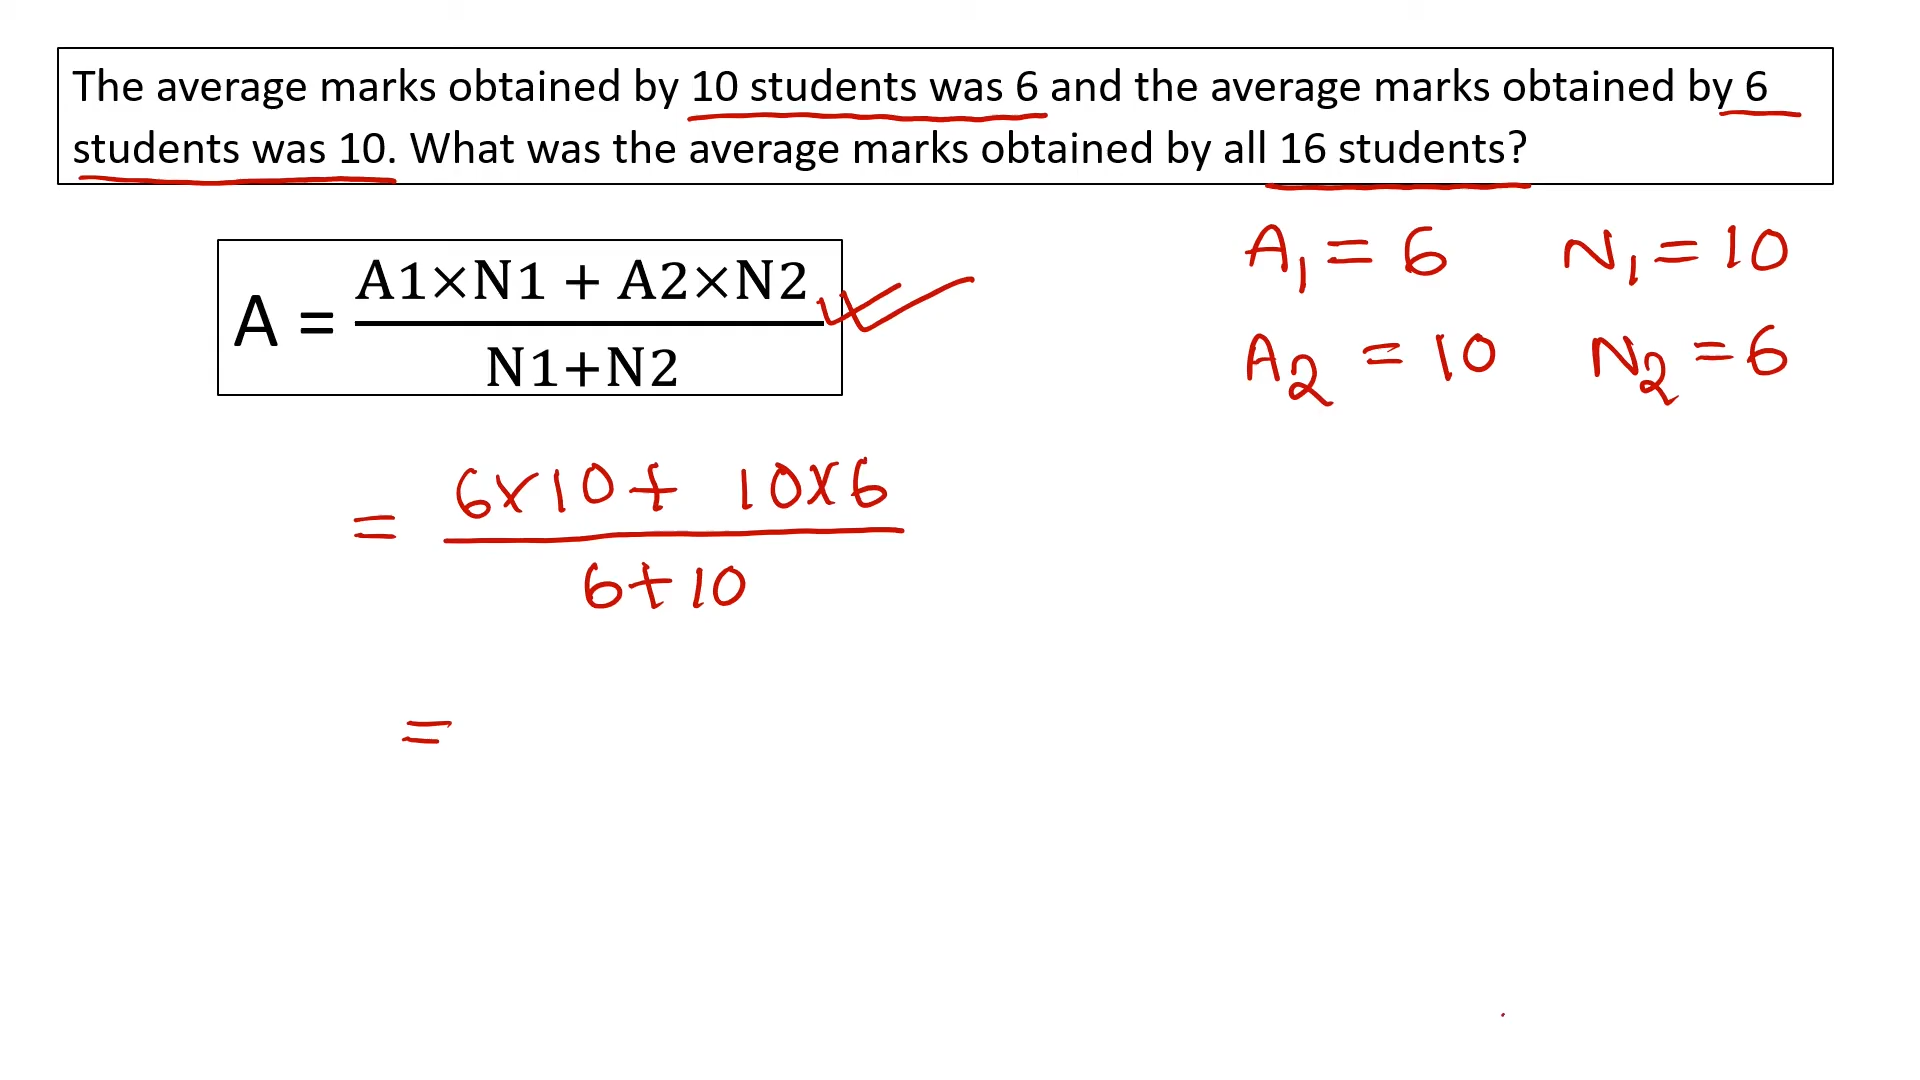 The average marks obtained by 10 students was 6 and the average marks obtained by 6
students was 10. What was the average marks obtained by all 16 students?
A = A1×N1 + A2×N2
N1+N2
A1 = 6 N1 = 10
A2 = 10 N2 = 6
= 6×10+ 10×6
6+10
=